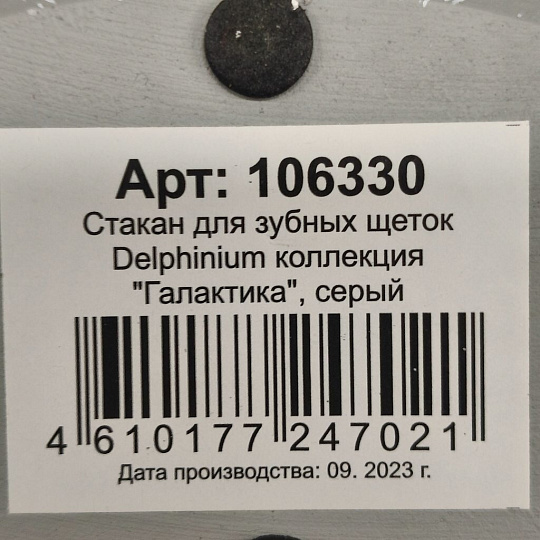 Арт: 106330
Стакан для зубных щеток
Delphinium коллекция
"Галактика", серый
4 610177 247021
Дата производства: 09. 2023 г.